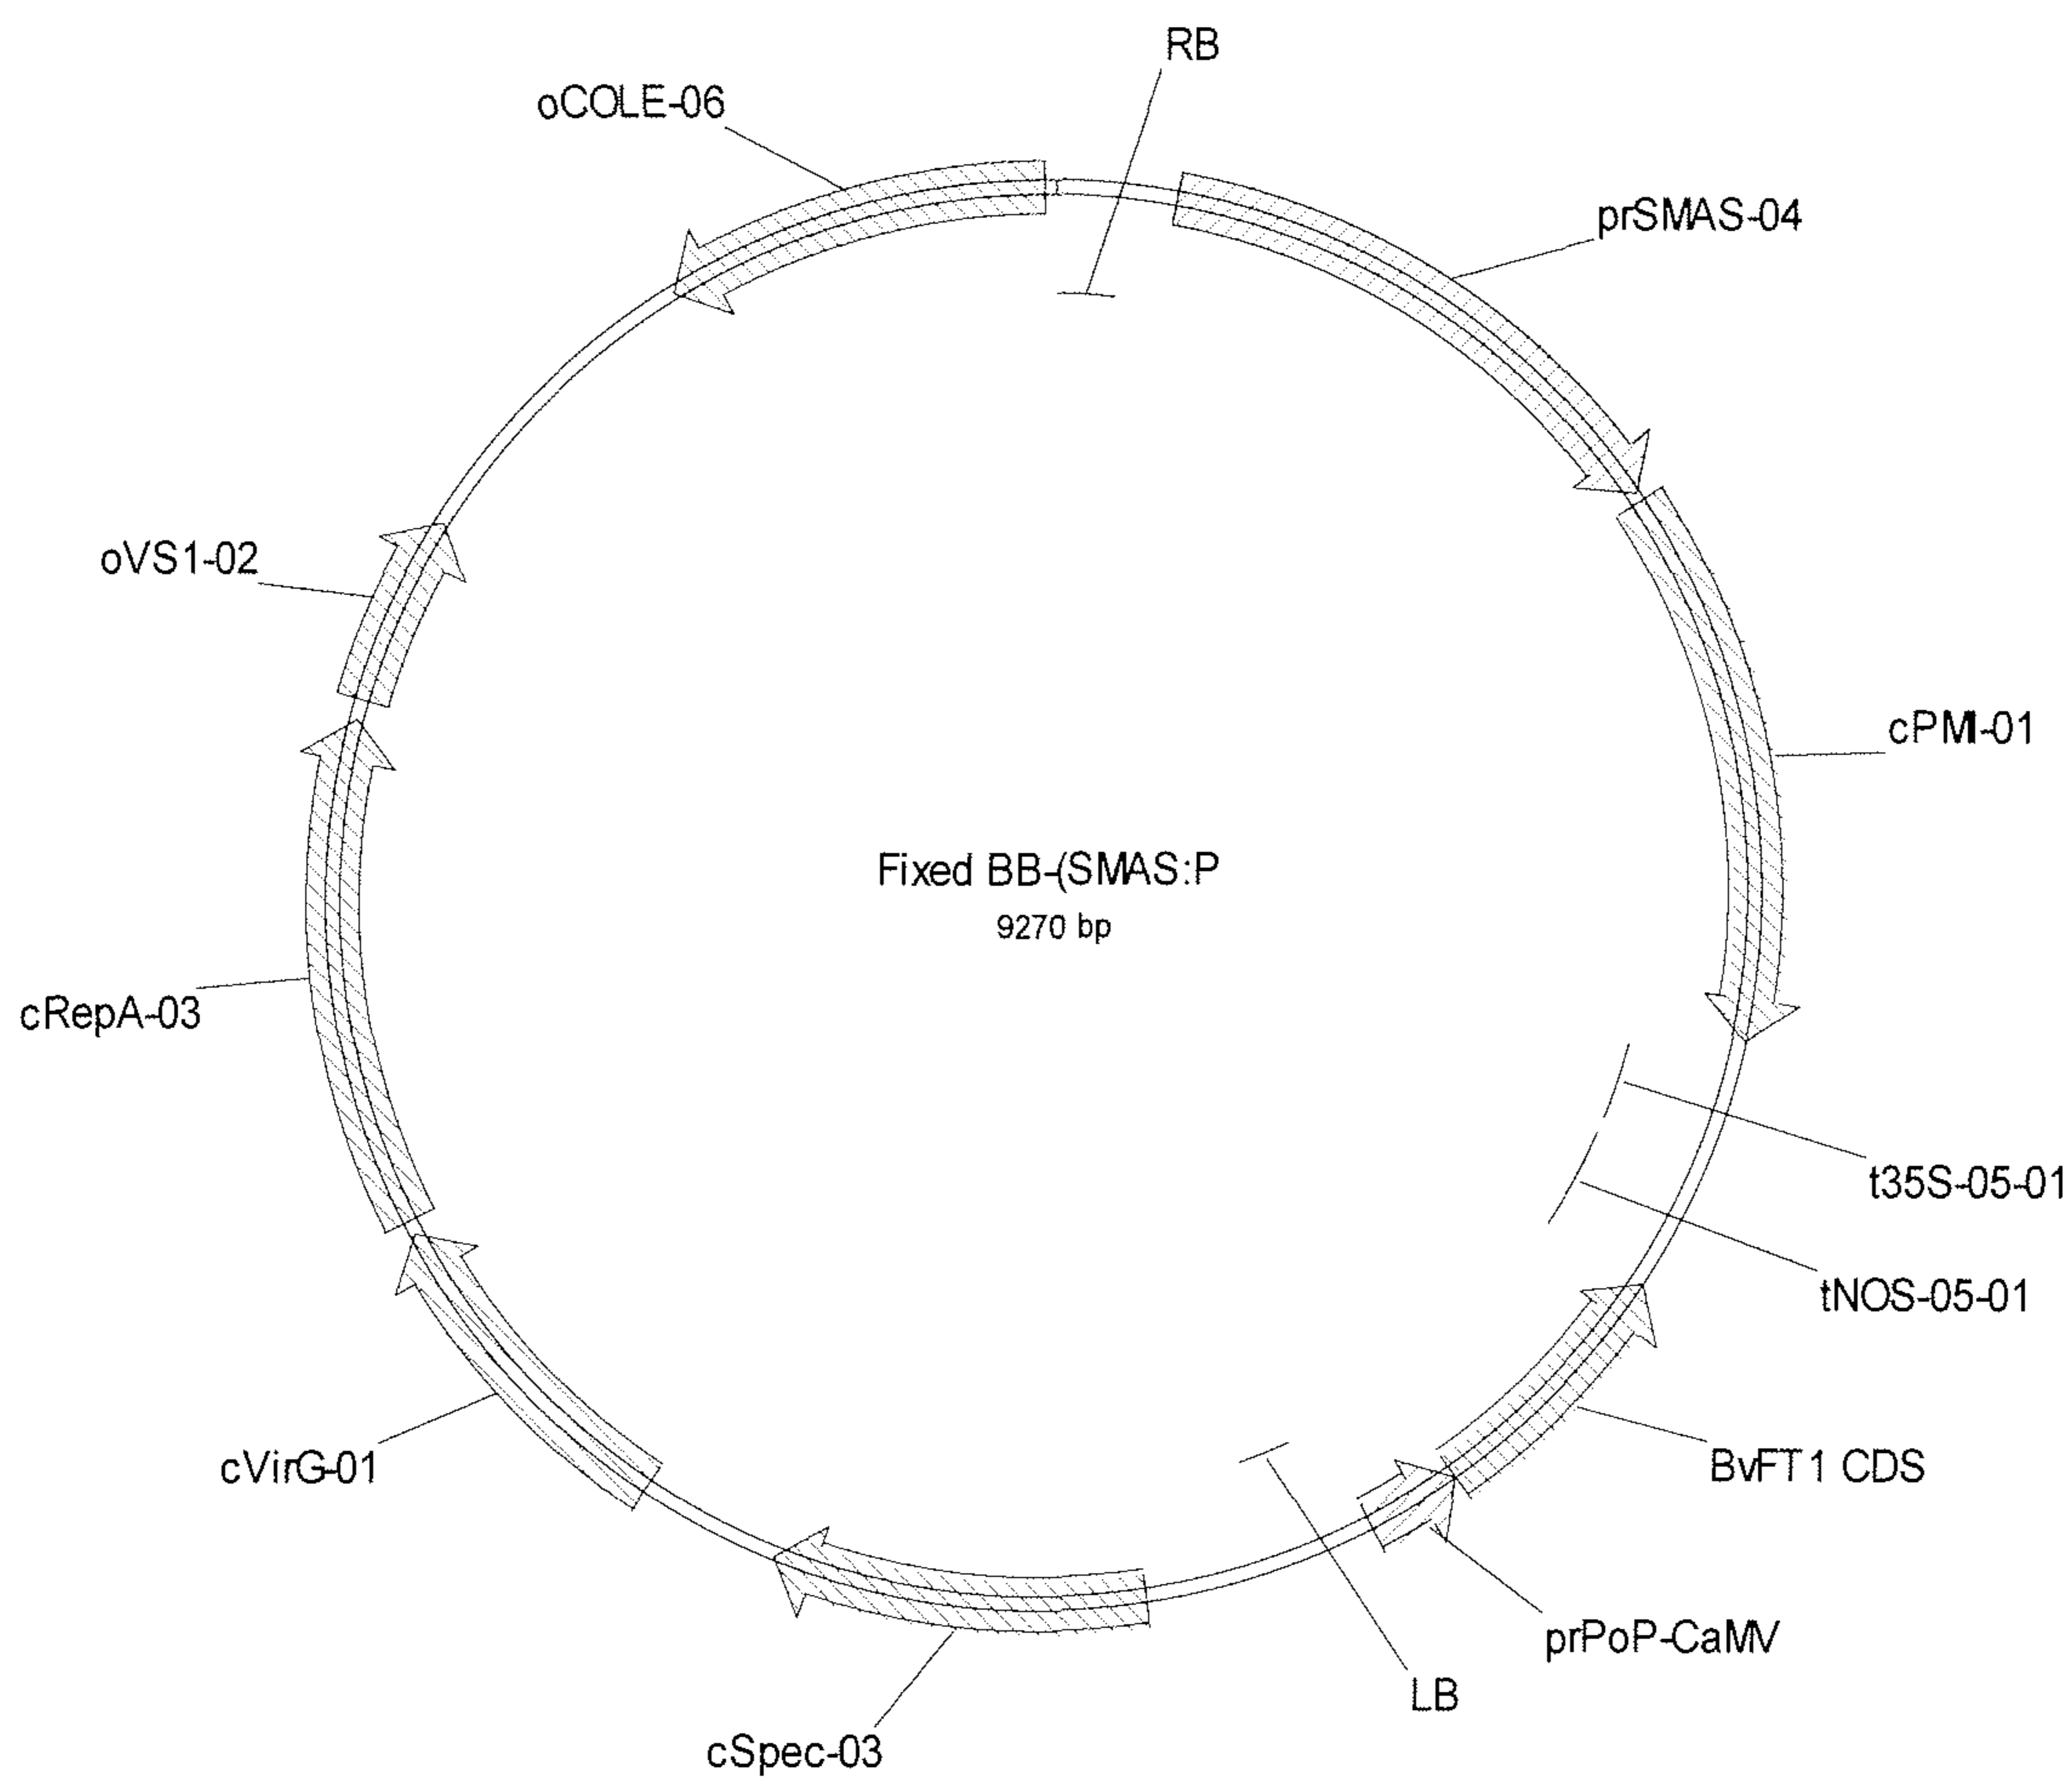 RB
oCOLE-06
prSMAS-04
oVS1-02
cPMI-01
Fixed BB-(SMAS:P
9270 bp
cRepA-03
t35S-05-01
tNOS-05-01
cVirG-01
BvFT1 CDS
prPoP-CaMV
LB
cSpec-03